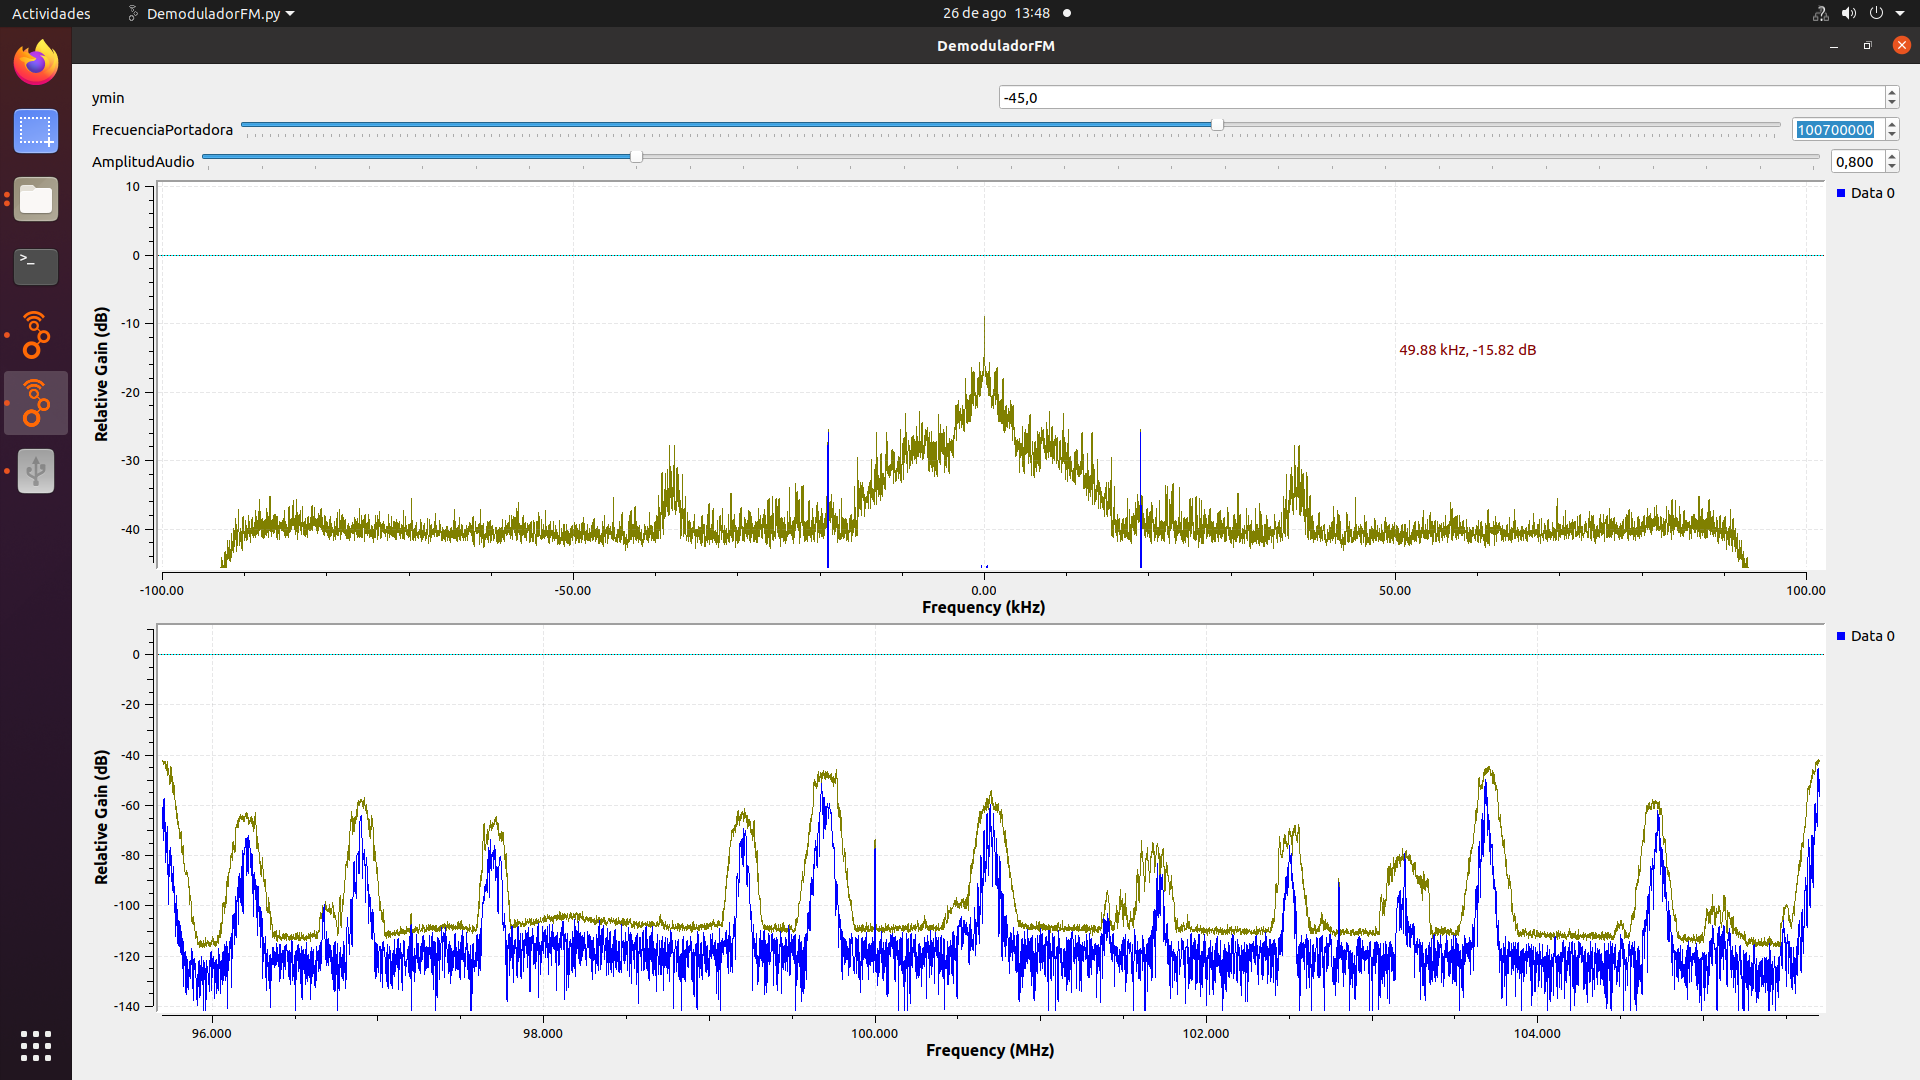 Actividades DemoduladorFM.py 26 de ago 13:48
DemoduladorFM
ymin -45,0
FrecuenciaPortadora 100700000
AmplitudAudio 0,800
10
0
-10
-20
-30
-40
Relative Gain (dB)
Data 0
49.88 kHz, -15.82 dB
-100.00 -50.00 0.00 50.00 100.00
Frequency (kHz)
0
-20
-40
-60
-80
-100
-120
-140
Relative Gain (dB)
Data 0
96.000 98.000 100.000 102.000 104.000
Frequency (MHz)